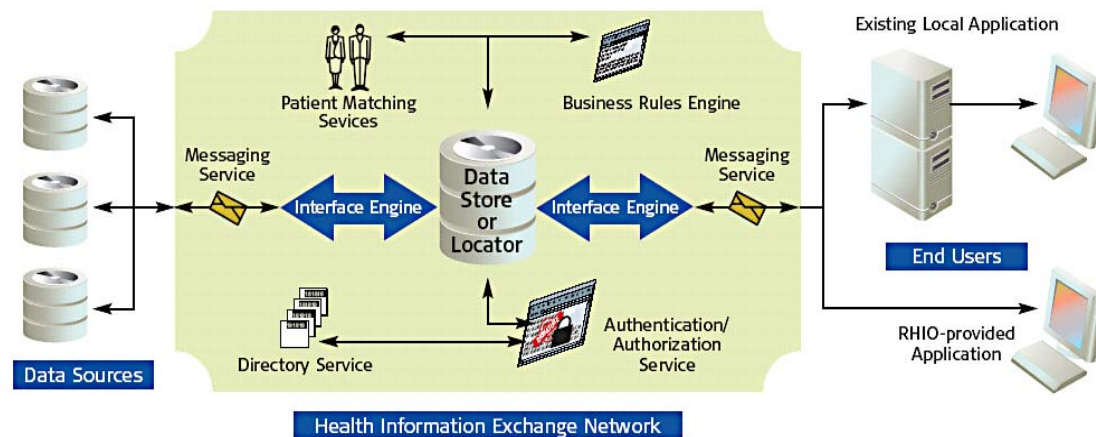 Existing Local Application
Patient Matching
Sevices
Business Rules Engine
Messaging
Service
Interface Engine
Data
Store
or
Locator
Interface Engine
Messaging
Service
End Users
Directory Service
Authentication/
Authorization
Service
RHIO-provided
Application
Data Sources
Health Information Exchange Network